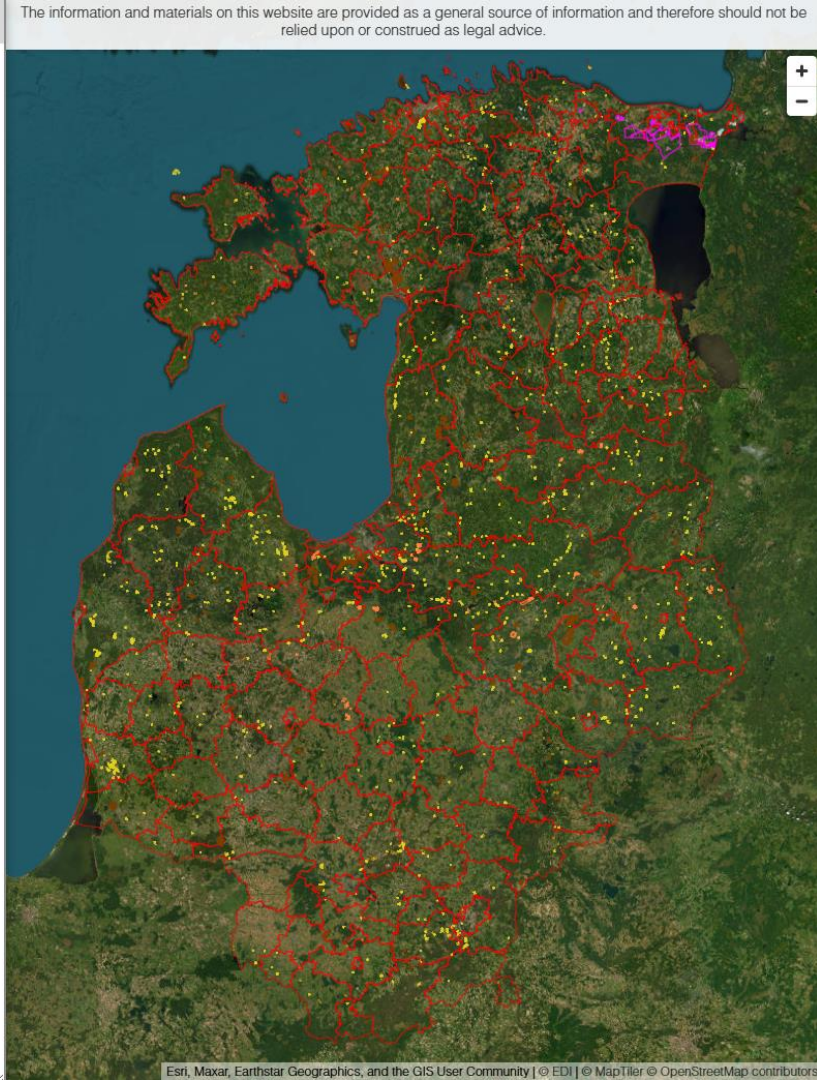 The information and materials on this website are provided as a general source of information and therefore should not be
relied upon or construed as legal advice.
+
−
Esri, Maxar, Earthstar Geographics, and the GIS User Community | © EDI | © MapTiler © OpenStreetMap contributors